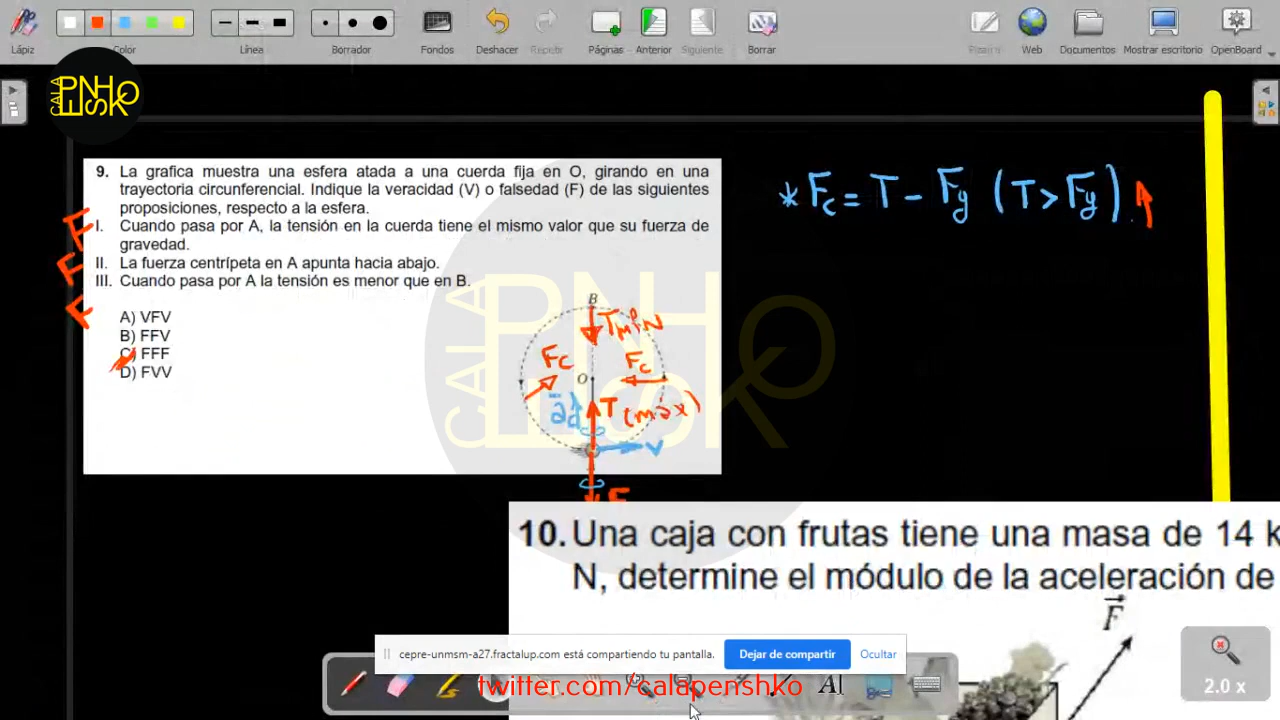 Lápiz
Color
Línea
Borrador
Fondos
Deshacer
Repetir
Páginas
Anterior
Siguiente
Borrar
Web
Documentos
Mostrar escritorio
OpenBoard
CALA
PENHOSK
9. La grafica muestra una esfera atada a una cuerda fija en O, girando en una
trayectoria circunferencial. Indique la veracidad (V) o falsedad (F) de las siguientes
proposiciones, respecto a la esfera.
F I. Cuando pasa por A, la tensión en la cuerda tiene el mismo valor que su fuerza de
gravedad.
F II. La fuerza centrípeta en A apunta hacia abajo.
F III. Cuando pasa por A la tensión es menor que en B.
A) VFV
B) FFV
C) FFF
D) FVV
B
T MíN
Fc
Fc
O
T (máx)
ad
V
F
* Fc = T - Fg (T > Fg)
10. Una caja con frutas tiene una masa de 14 k
N, determine el módulo de la aceleración de
F
cepre-unmsm-a27.fractalup.com está compartiendo tu pantalla.
Dejar de compartir
Ocultar
twitter.com/calapenshko
AI
2.0 x